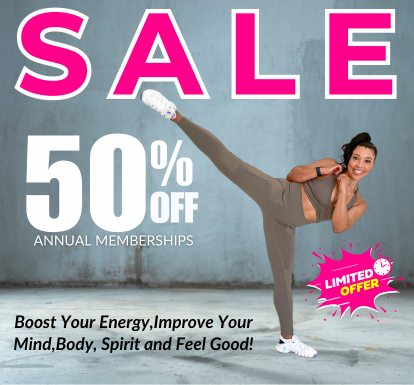 SALE
50%
OFF
ANNUAL MEMBERSHIPS
LIMITED
OFFER
Boost Your Energy,Improve Your
Mind,Body, Spirit and Feel Good!